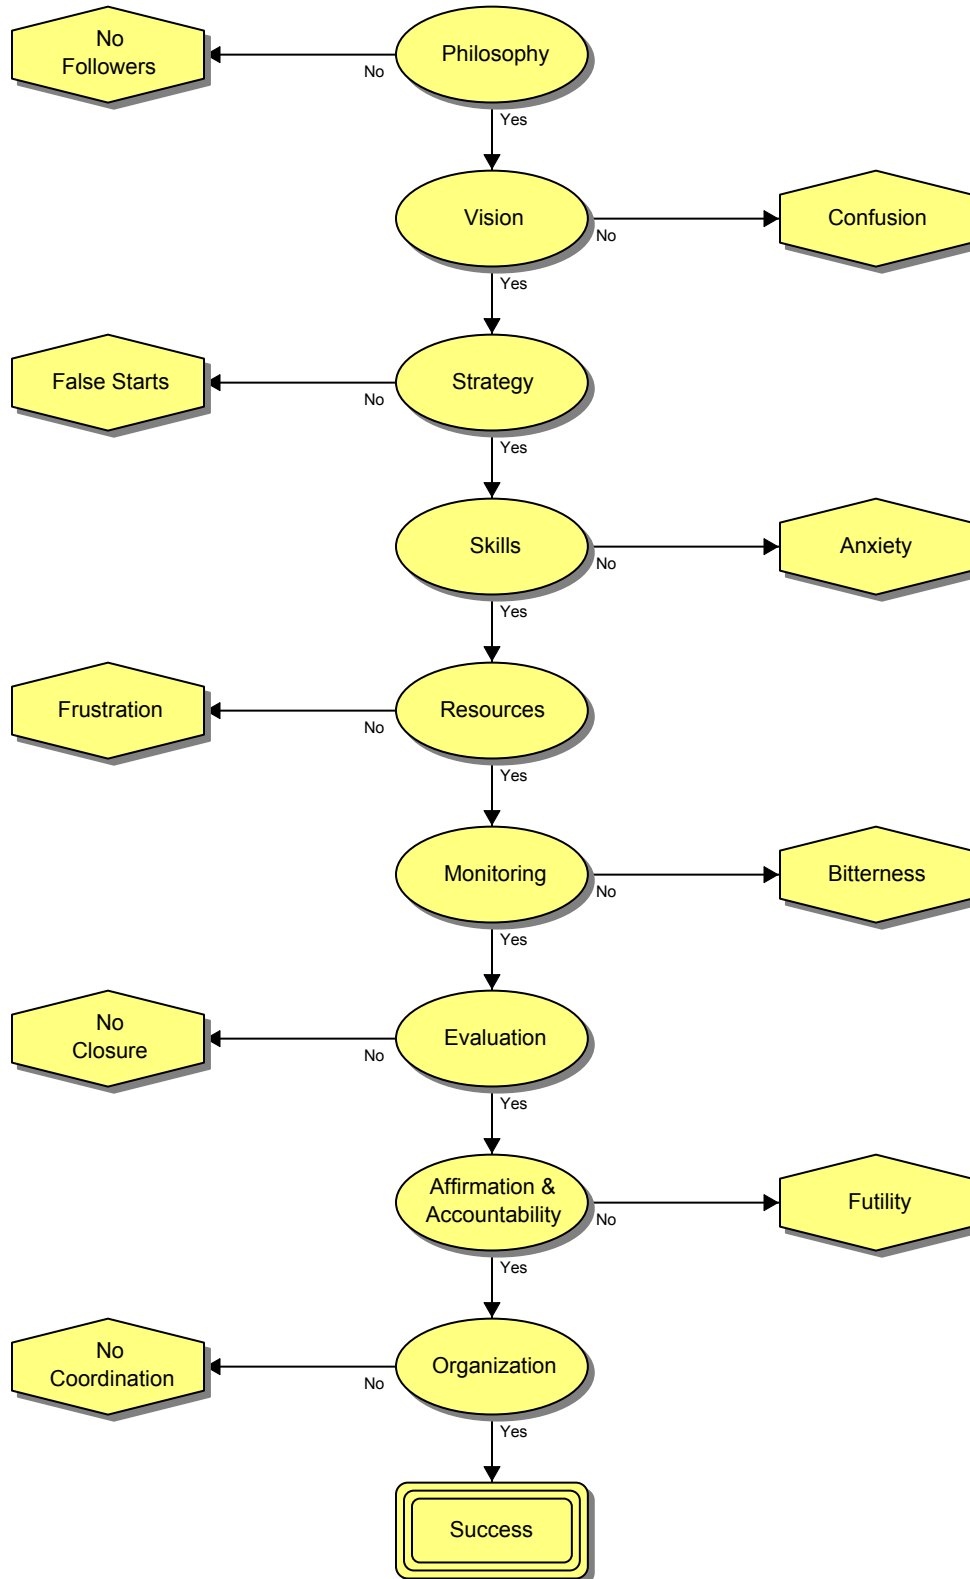 No
Followers
Philosophy
No
Yes
Vision
Confusion
No
Yes
False Starts
Strategy
No
Yes
Skills
Anxiety
No
Yes
Frustration
Resources
No
Yes
Monitoring
Bitterness
No
Yes
No
Closure
Evaluation
No
Yes
Affirmation &
Accountability
Futility
No
Yes
No
Coordination
Organization
No
Yes
Success